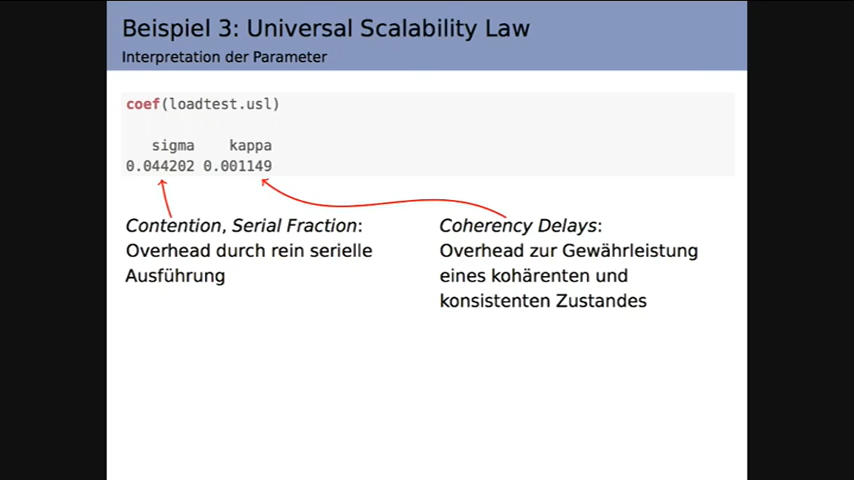 Beispiel 3: Universal Scalability Law
Interpretation der Parameter
coef(loadtest.usl)
sigma kappa
0.044202 0.001149
Contention, Serial Fraction:
Overhead durch rein serielle
Ausführung
Coherency Delays:
Overhead zur Gewährleistung
eines kohärenten und
konsistenten Zustandes